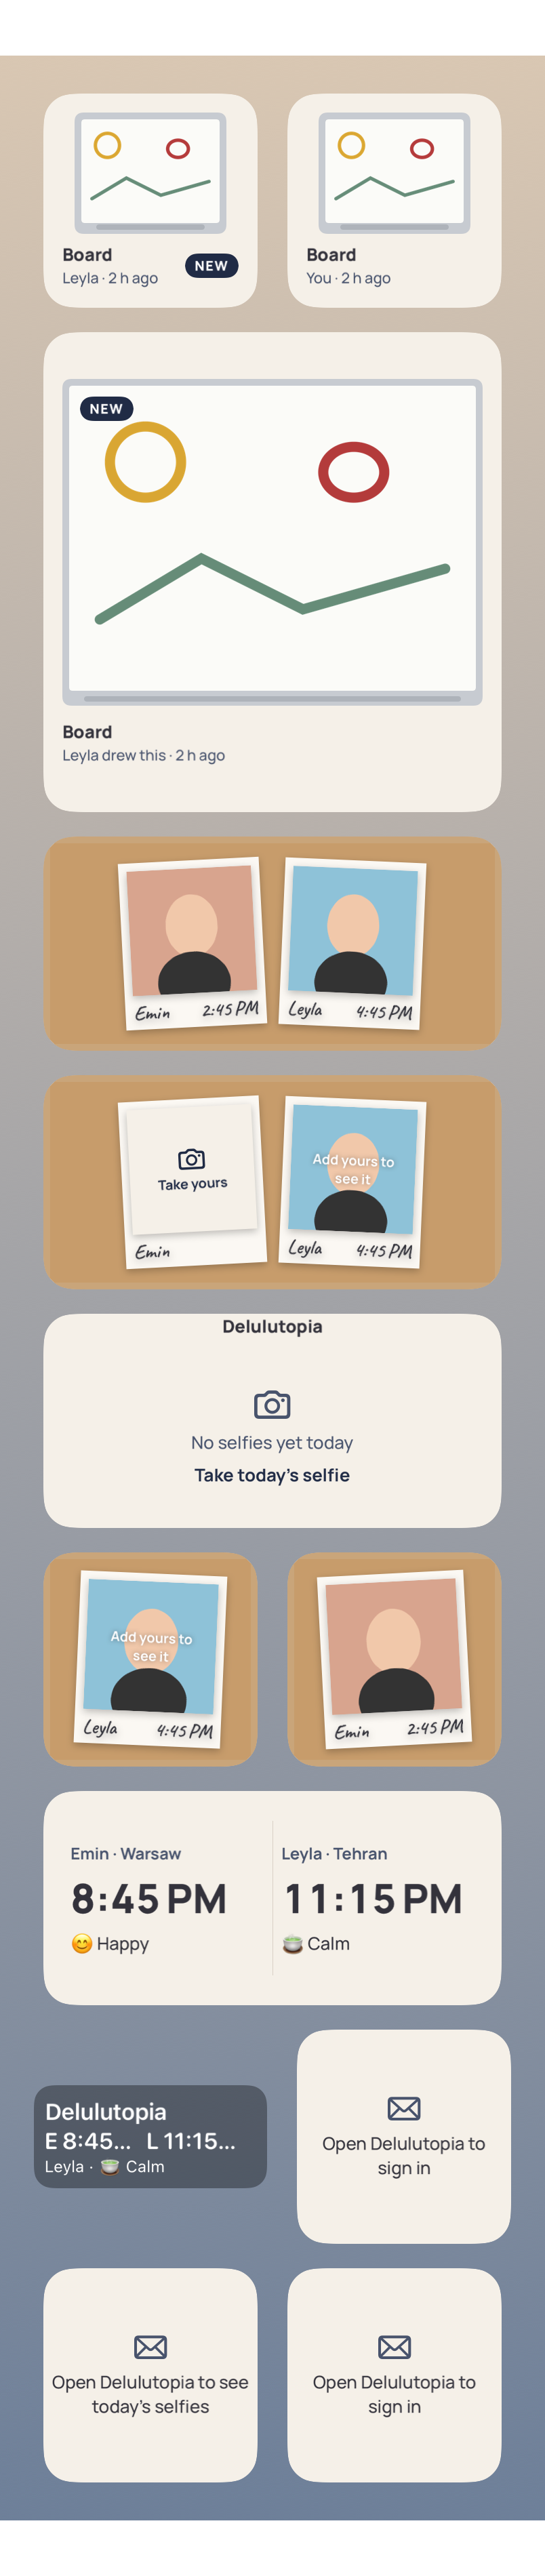 Board
Leyla · 2 h ago
NEW
Board
You · 2 h ago
NEW
Board
Leyla drew this · 2 h ago
Emin 2:45 PM
Leyla 4:45 PM
Take yours
Emin
Add yours to
see it
Leyla 4:45 PM
Delulutopia
No selfies yet today
Take today's selfie
Add yours to
see it
Leyla 4:45 PM
Emin 2:45 PM
Emin · Warsaw
8:45 PM
😊 Happy
Leyla · Tehran
11:15 PM
🍵 Calm
Delulutopia
E 8:45... L 11:15...
Leyla · 🍵 Calm
Open Delulutopia to
sign in
Open Delulutopia to see
today's selfies
Open Delulutopia to
sign in